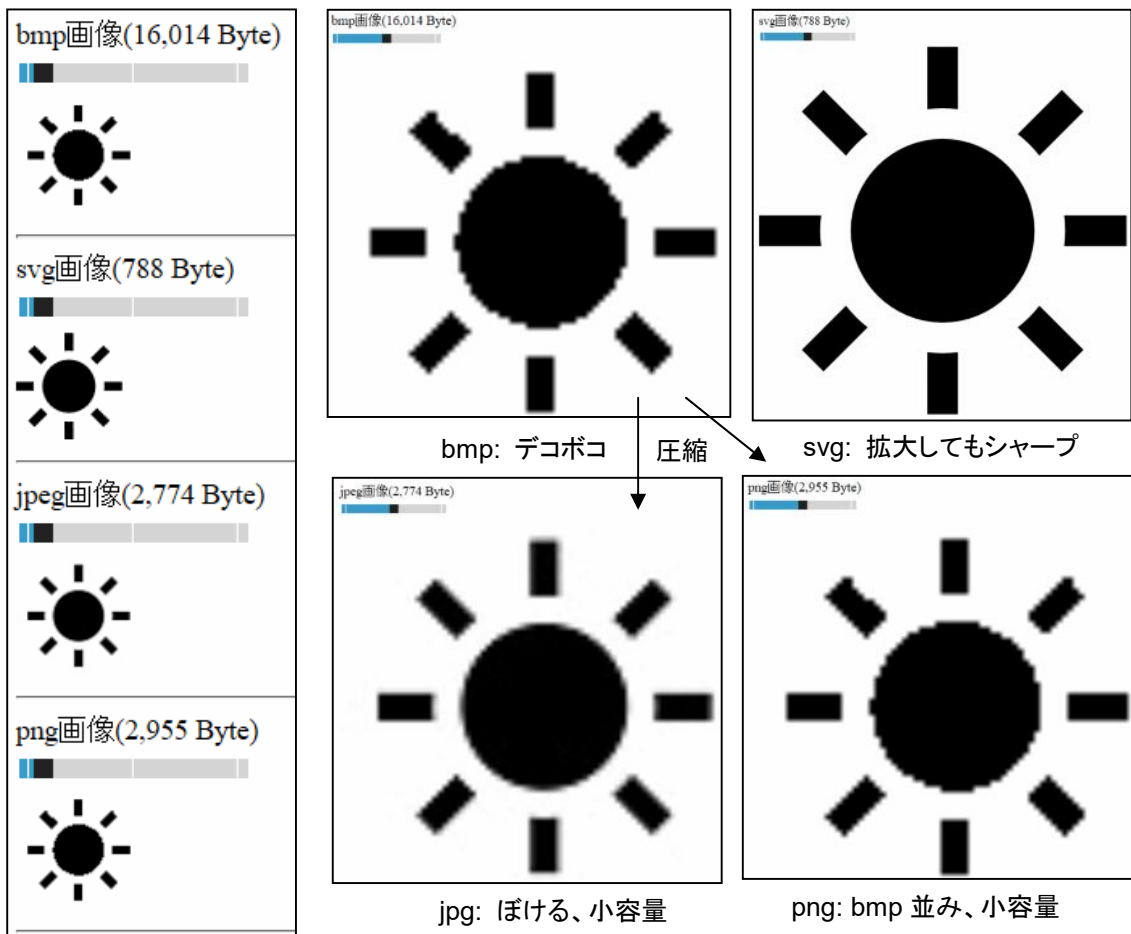 bmp画像(16,014 Byte)
svg画像(788 Byte)
jpeg画像(2,774 Byte)
png画像(2,955 Byte)
bmp画像(16,014 Byte)
svg画像(788 Byte)
bmp: デコボコ
圧縮
svg: 拡大してもシャープ
jpeg画像(2,774 Byte)
png画像(2,955 Byte)
jpg: ぼける、小容量
png: bmp 並み、小容量